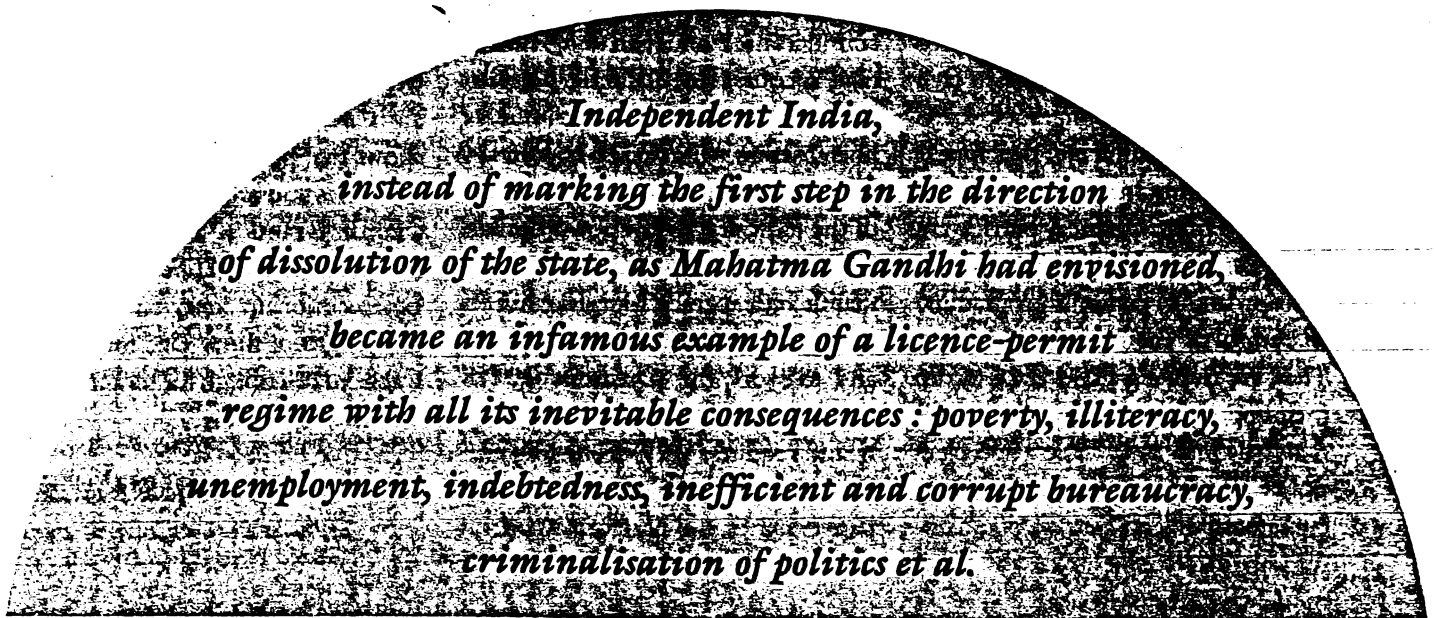 Independent India,
instead of marking the first step in the direction
of dissolution of the state, as Mahatma Gandhi had envisioned,
became an infamous example of a licence-permit
regime with all its inevitable consequences : poverty, illiteracy,
unemployment, indebtedness, inefficient and corrupt bureaucracy,
criminalisation of politics et al.